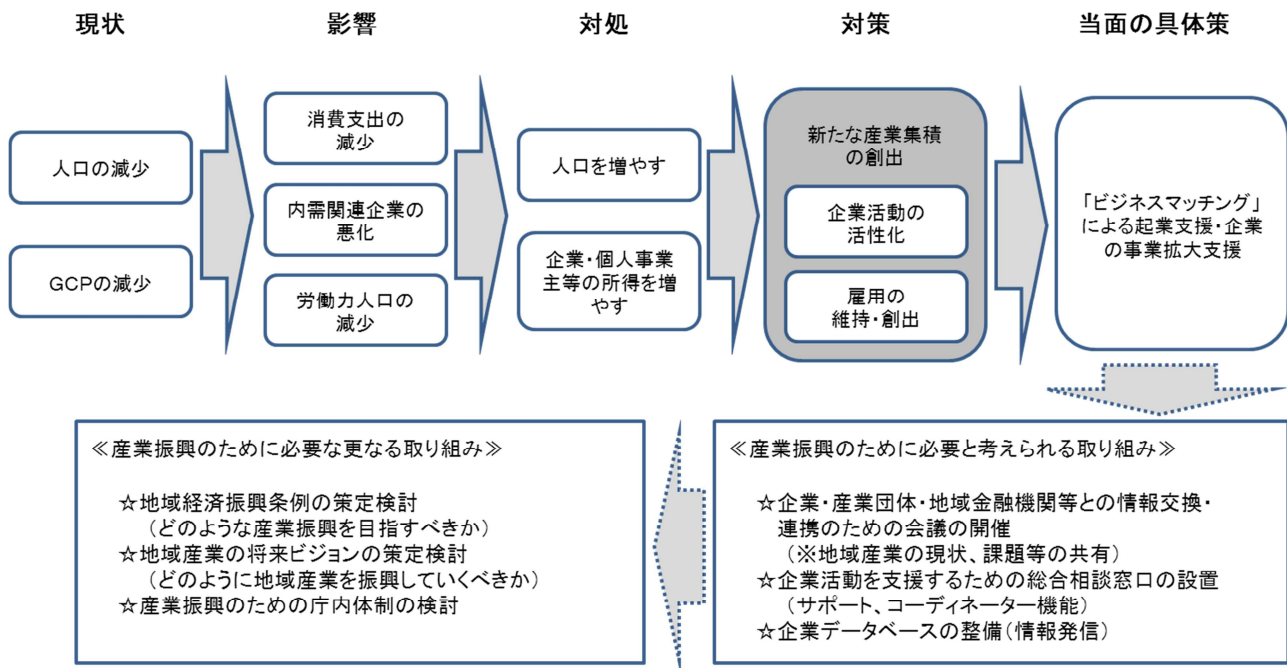 現状
影響
対処
対策
当面の具体策
人口の減少
GCPの減少
消費支出の
減少
内需関連企業の
悪化
労働力人口の
減少
人口を増やす
企業・個人事業
主等の所得を増
やす
新たな産業集積
の創出
企業活動の
活性化
雇用の
維持・創出
「ビジネスマッチング」
による起業支援・企業
の事業拡大支援
≪産業振興のために必要と考えられる取り組み≫
☆企業・産業団体・地域金融機関等との情報交換・
連携のための会議の開催
(※地域産業の現状、課題等の共有)
☆企業活動を支援するための総合相談窓口の設置
(サポート、コーディネーター機能)
☆企業データベースの整備(情報発信)
≪産業振興のために必要な更なる取り組み≫
☆地域経済振興条例の策定検討
(どのような産業振興を目指すべきか)
☆地域産業の将来ビジョンの策定検討
(どのように地域産業を振興していくべきか)
☆産業振興のための庁内体制の検討